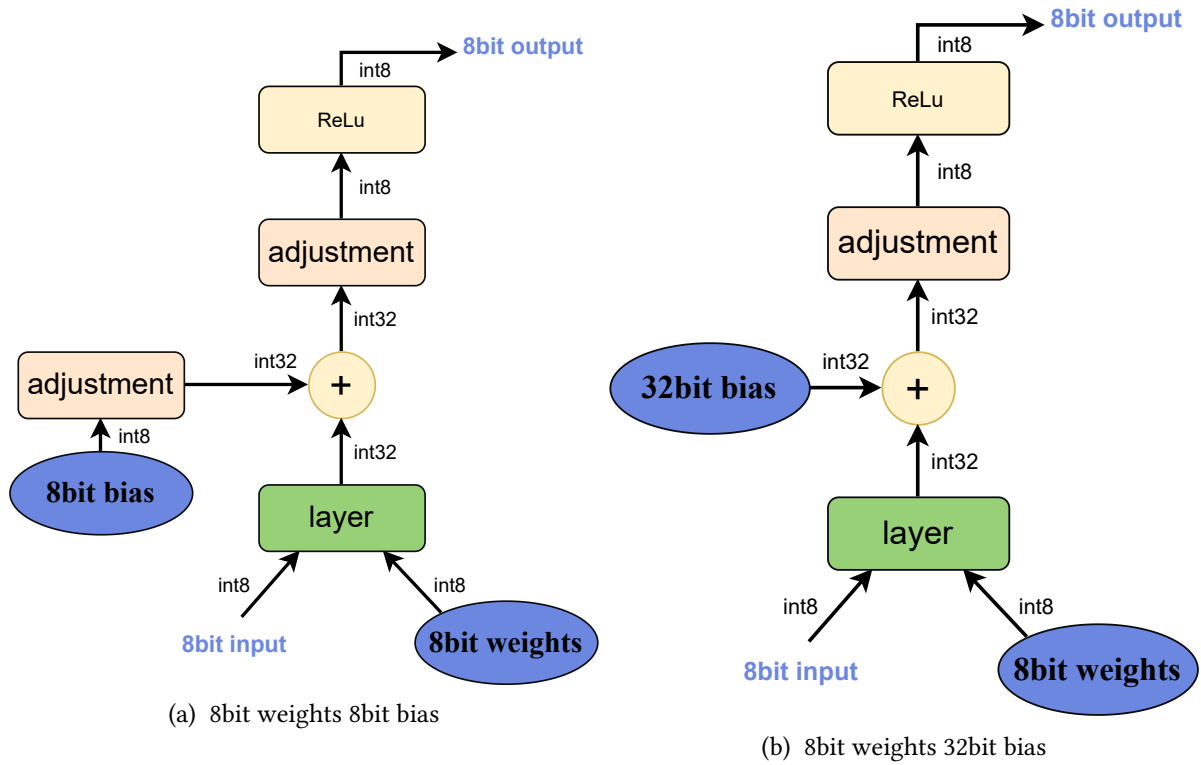 8bit output
int8
ReLu
int8
adjustment
int32
adjustment
int32
+
int8
8bit bias
int32
layer
int8
int8
8bit input
8bit weights
(a) 8bit weights 8bit bias
8bit output
int8
ReLu
int8
adjustment
int32
32bit bias
int32
+
int32
layer
int8
int8
8bit input
8bit weights
(b) 8bit weights 32bit bias